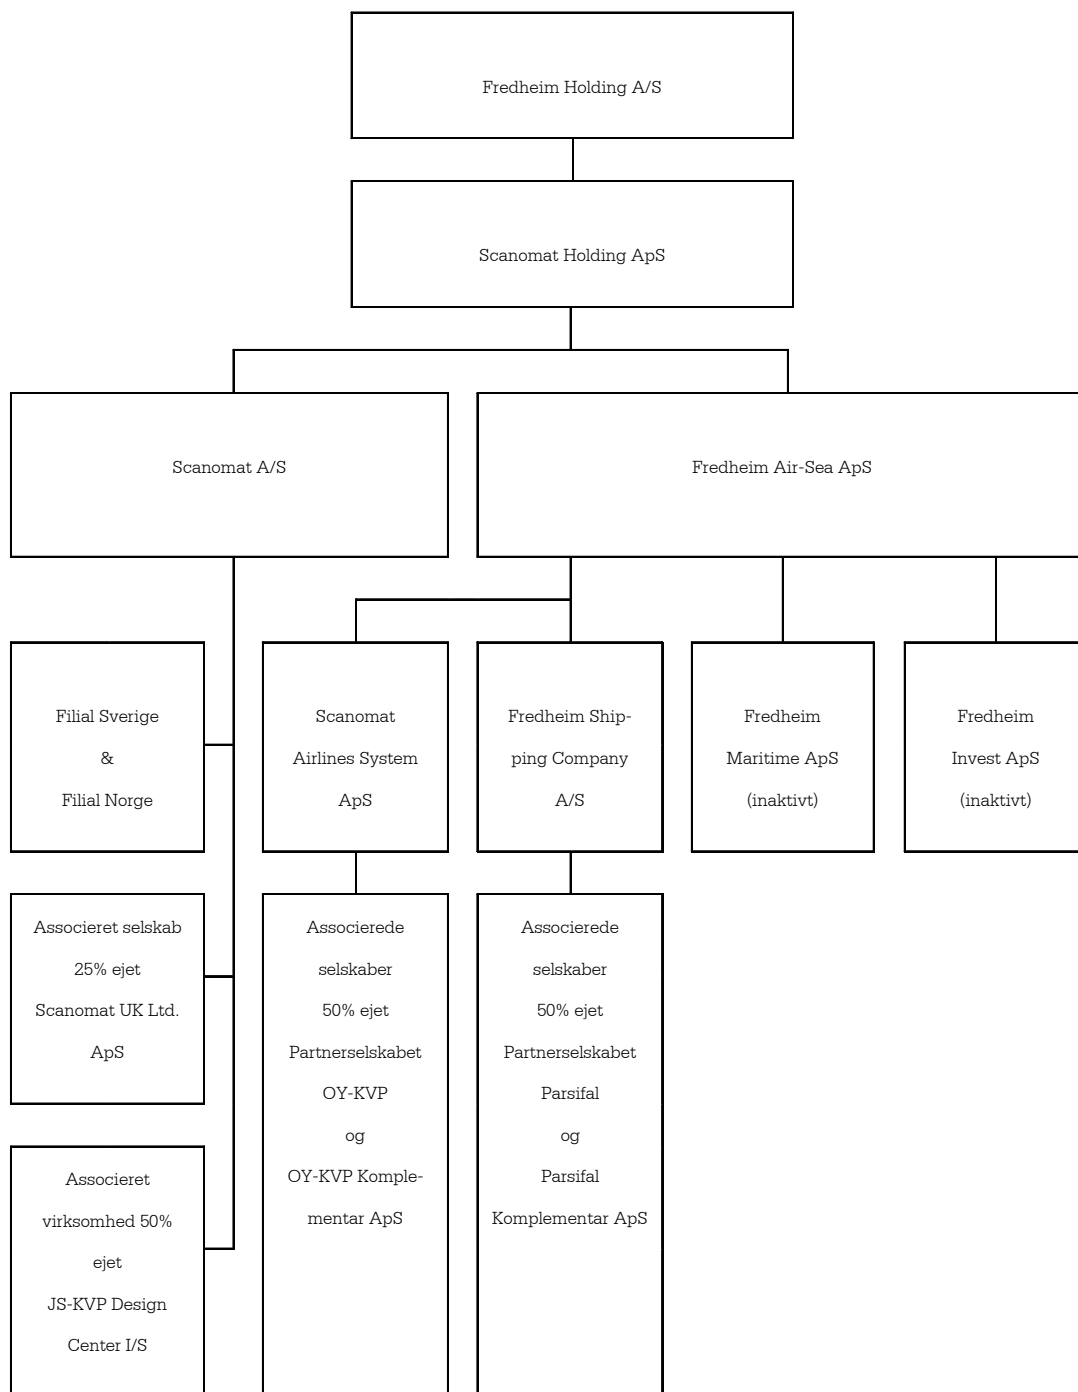 Fredheim Holding A/S
Scanomat Holding ApS
Scanomat A/S
Fredheim Air-Sea ApS
Filial Sverige
&
Filial Norge
Scanomat
Airlines System
ApS
Fredheim Ship-
ping Company
A/S
Fredheim
Maritime ApS
(inaktivt)
Fredheim
Invest ApS
(inaktivt)
Associeret selskab
25% ejet
Scanomat UK Ltd.
ApS
Associerede
selskaber
50% ejet
Partnerselskabet
OY-KVP
og
OY-KVP Komple-
mentar ApS
Associerede
selskaber
50% ejet
Partnerselskabet
Parsifal
og
Parsifal
Komplementar ApS
Associeret
virksomhed 50%
ejet
JS-KVP Design
Center I/S